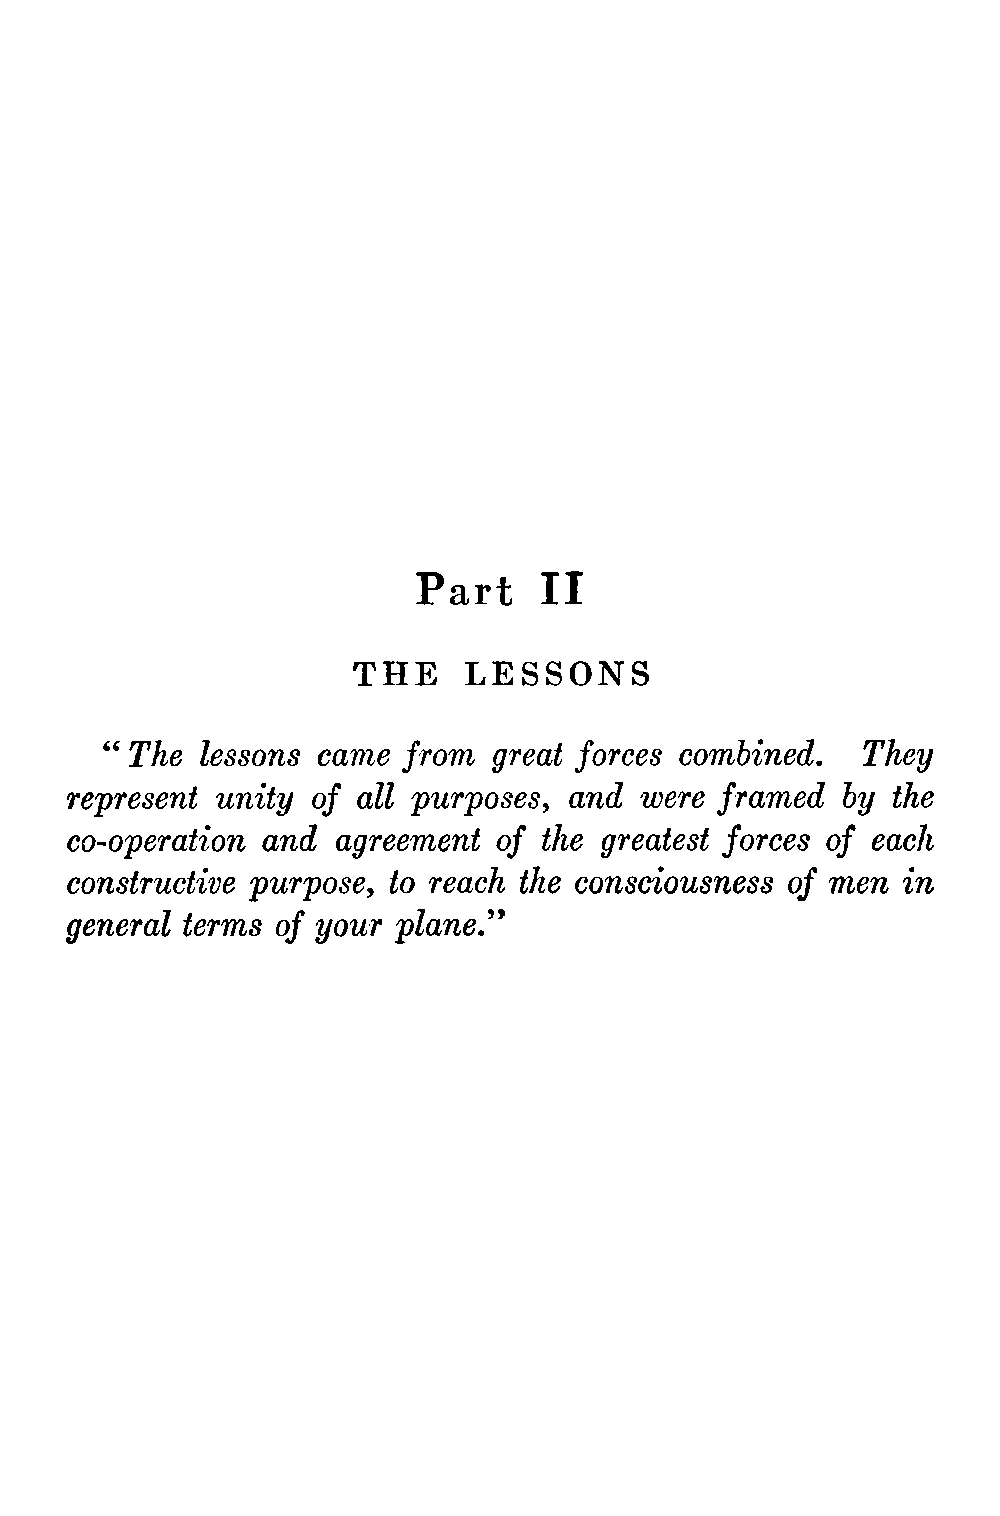 Part II
THE LESSONS
"The lessons came from great forces combined. They
represent unity of all purposes, and were framed by the
co-operation and agreement of the greatest forces of each
constructive purpose, to reach the consciousness of men in
general terms of your plane."